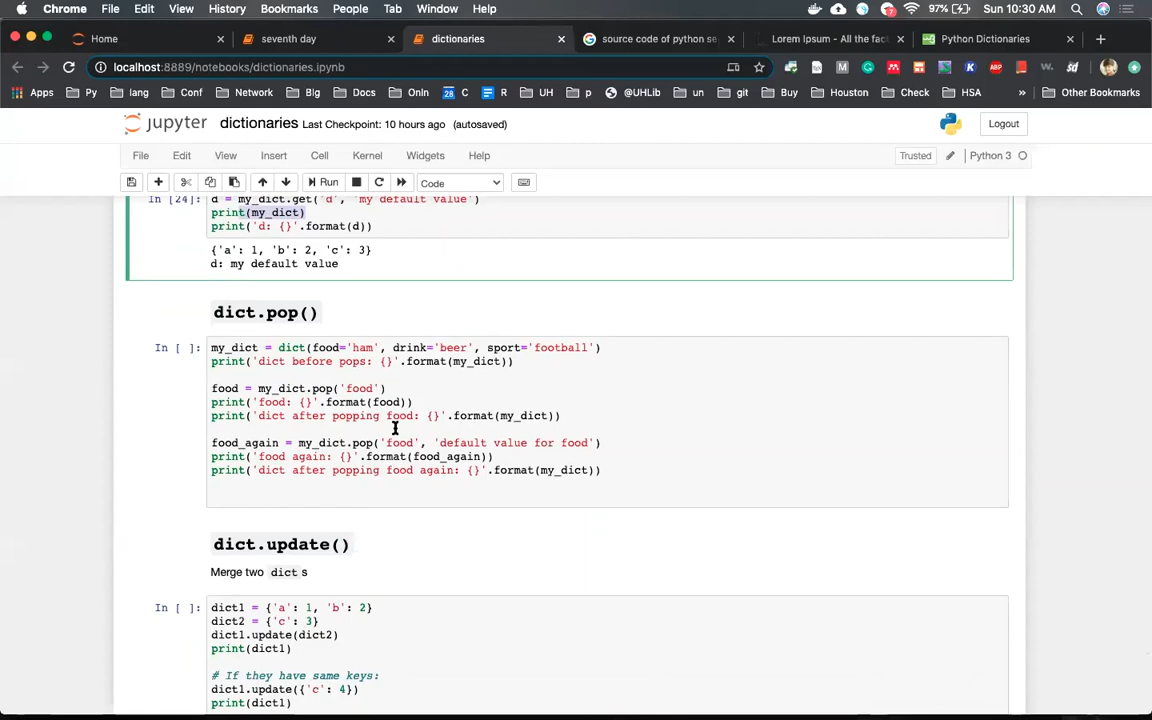 Chrome File Edit View History Bookmarks People Tab Window Help 7 97% Sun 10:30 AM
Home seventh day dictionaries source code of python se Lorem Ipsum - All the fac Python Dictionaries
localhost:8889/notebooks/dictionaries.ipynb
Apps Py lang Conf Network Big Docs OnIn 28 C R UH p @UHLib un git Buy Houston Check HSA » Other Bookmarks
jupyter dictionaries Last Checkpoint: 10 hours ago (autosaved) Logout
File Edit View Insert Cell Kernel Widgets Help Trusted Python 3
Run Code
In [24]: d = my_dict.get('d', 'my default value')
print(my_dict)
print('d: {}'.format(d))
{'a': 1, 'b': 2, 'c': 3}
d: my default value
dict.pop()
In [ ]: my_dict = dict(food='ham', drink='beer', sport='football')
print('dict before pops: {}'.format(my_dict))
food = my_dict.pop('food')
print('food: {}'.format(food))
print('dict after popping food: {}'.format(my_dict))
food_again = my_dict.pop('food', 'default value for food')
print('food again: {}'.format(food_again))
print('dict after popping food again: {}'.format(my_dict))
dict.update()
Merge two dict s
In [ ]: dict1 = {'a': 1, 'b': 2}
dict2 = {'c': 3}
dict1.update(dict2)
print(dict1)
# If they have same keys:
dict1.update({'c': 4})
print(dict1)